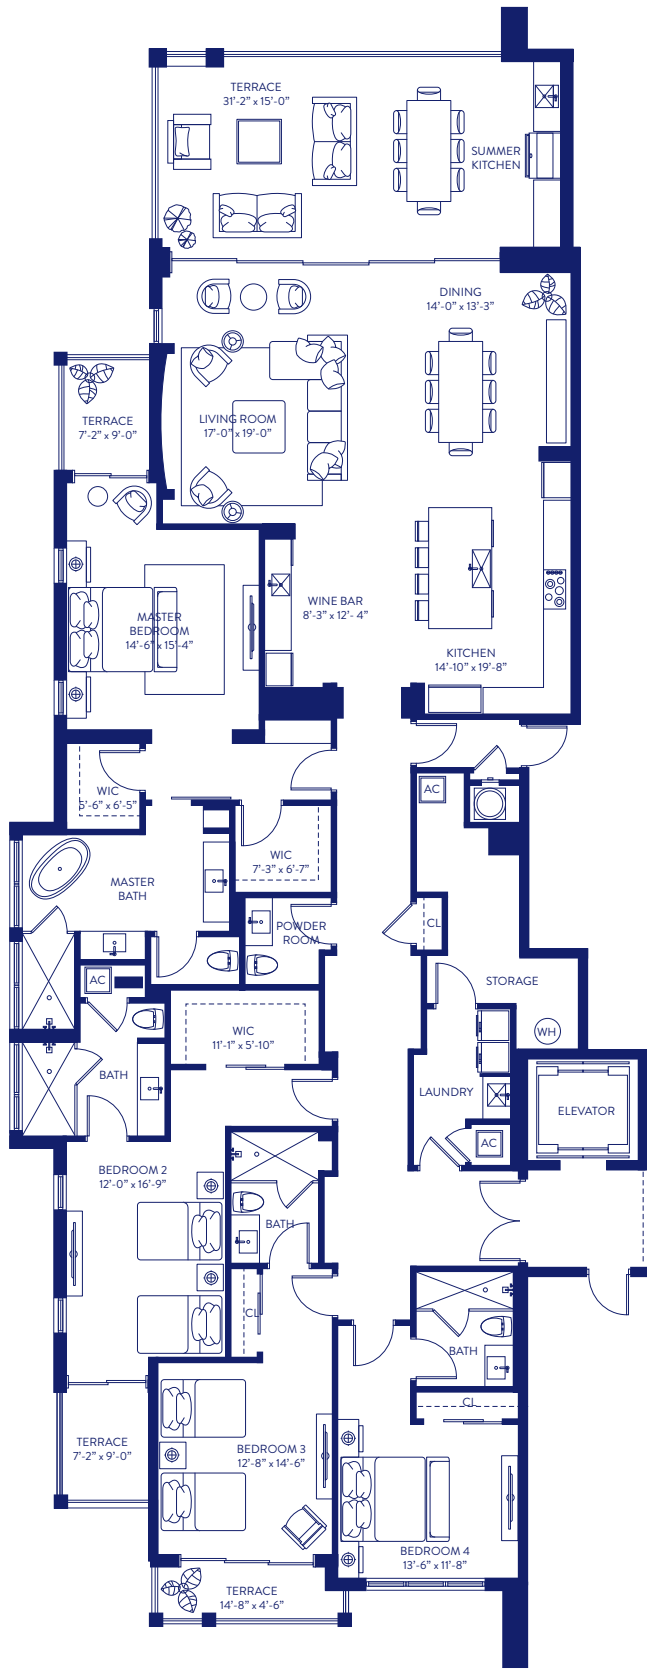 TERRACE
31'-2" x 15'-0"
SUMMER
KITCHEN
DINING
14'-0" x 13'-3"
TERRACE
7'-2" x 9'-0"
LIVING ROOM
17'-0" x 19'-0"
WINE BAR
8'-3" x 12'- 4"
MASTER
BEDROOM
14'-6" x 15'-4"
KITCHEN
14'-10" x 19'-8"
WIC
5'-6" x 6'-5"
AC
WIC
7'-3" x 6'-7"
MASTER
BATH
POWDER
ROOM
CL
AC
STORAGE
WIC
11'-1" x 5'-10"
WH
BATH
LAUNDRY
ELEVATOR
AC
BEDROOM 2
12'-0" x 16'-9"
BATH
CL
BATH
CL
TERRACE
7'-2" x 9'-0"
BEDROOM 3
12'-8" x 14'-6"
BEDROOM 4
13'-6" x 11'-8"
TERRACE
14'-8" x 4'-6"